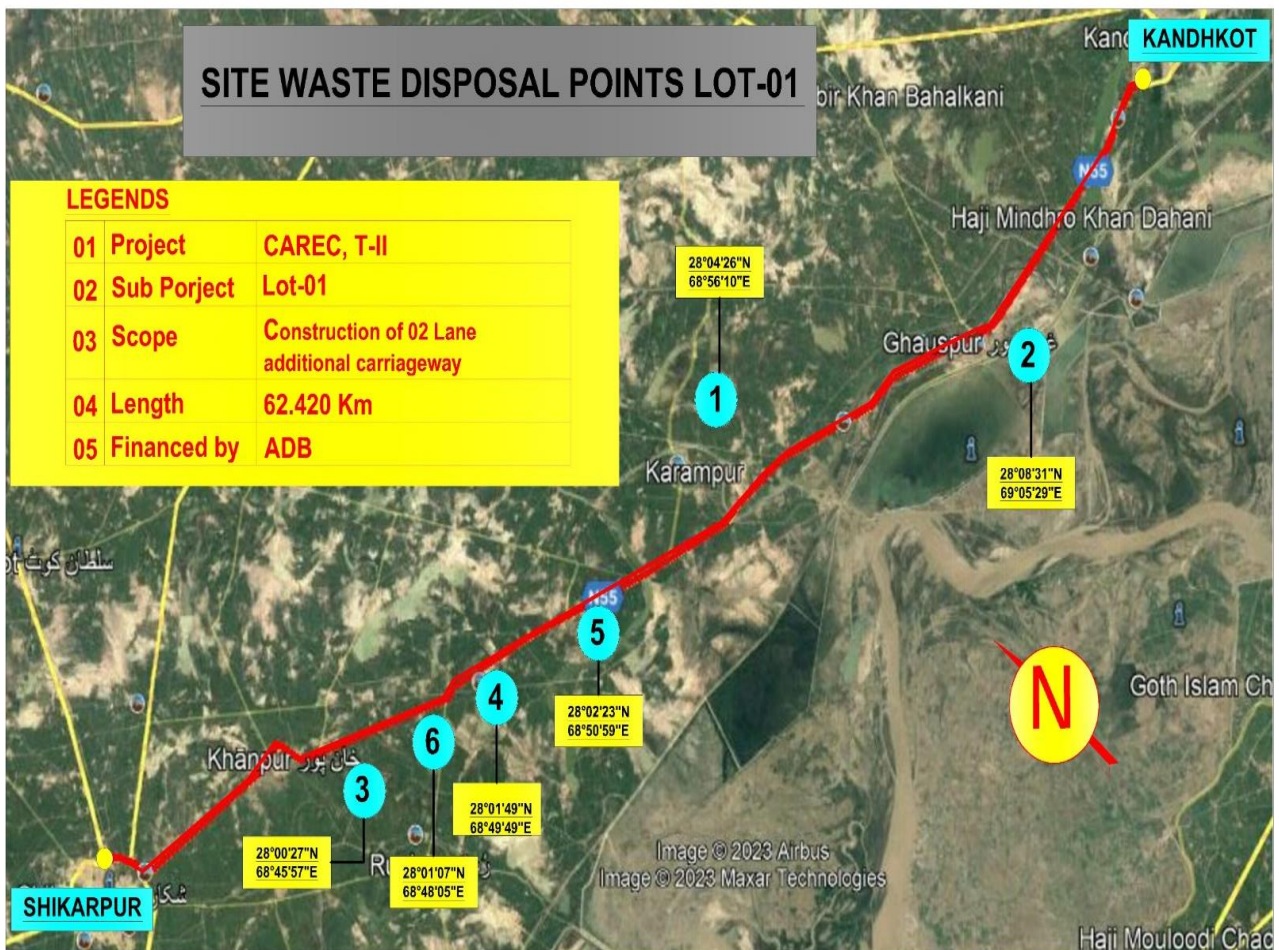 KANDHKOT
SITE WASTE DISPOSAL POINTS LOT-01
bir Khan Bahalkani
N55
LEGENDS
01 Project CAREC, T-II
02 Sub Porject Lot-01
03 Scope Construction of 02 Lane
additional carriageway
04 Length 62.420 Km
05 Financed by ADB
Haji Mindhro Khan Dahani
28°04'26"N
68°56'10"E
1
Ghauspur
2
Karampur
28°08'31"N
69°05'29"E
سلطان کوٹ
N55
5
28°02'23"N
68°50'59"E
4
28°01'49"N
68°49'49"E
6
28°01'07"N
68°48'05"E
Khanpur خان پور
3
28°00'27"N
68°45'57"E
N
Goth Islam Ch
Image © 2023 Airbus
Image © 2023 Maxar Technologies
SHIKARPUR
Haji Mouloodi Chac